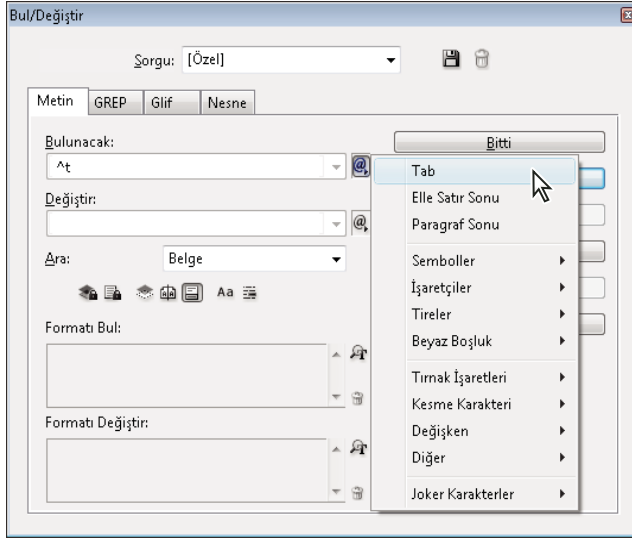 Bul/Değiştir
Sorgu: [Özel]
Metin GREP Glif Nesne
Bulunacak:
^t
Değiştir:
Ara: Belge
Aa
Formatı Bul:
Formatı Değiştir:
Bitti
Tab
Elle Satır Sonu
Paragraf Sonu
Semboller
İşaretçiler
Tireler
Beyaz Boşluk
Tırnak İşaretleri
Kesme Karakteri
Değişken
Diğer
Joker Karakterler